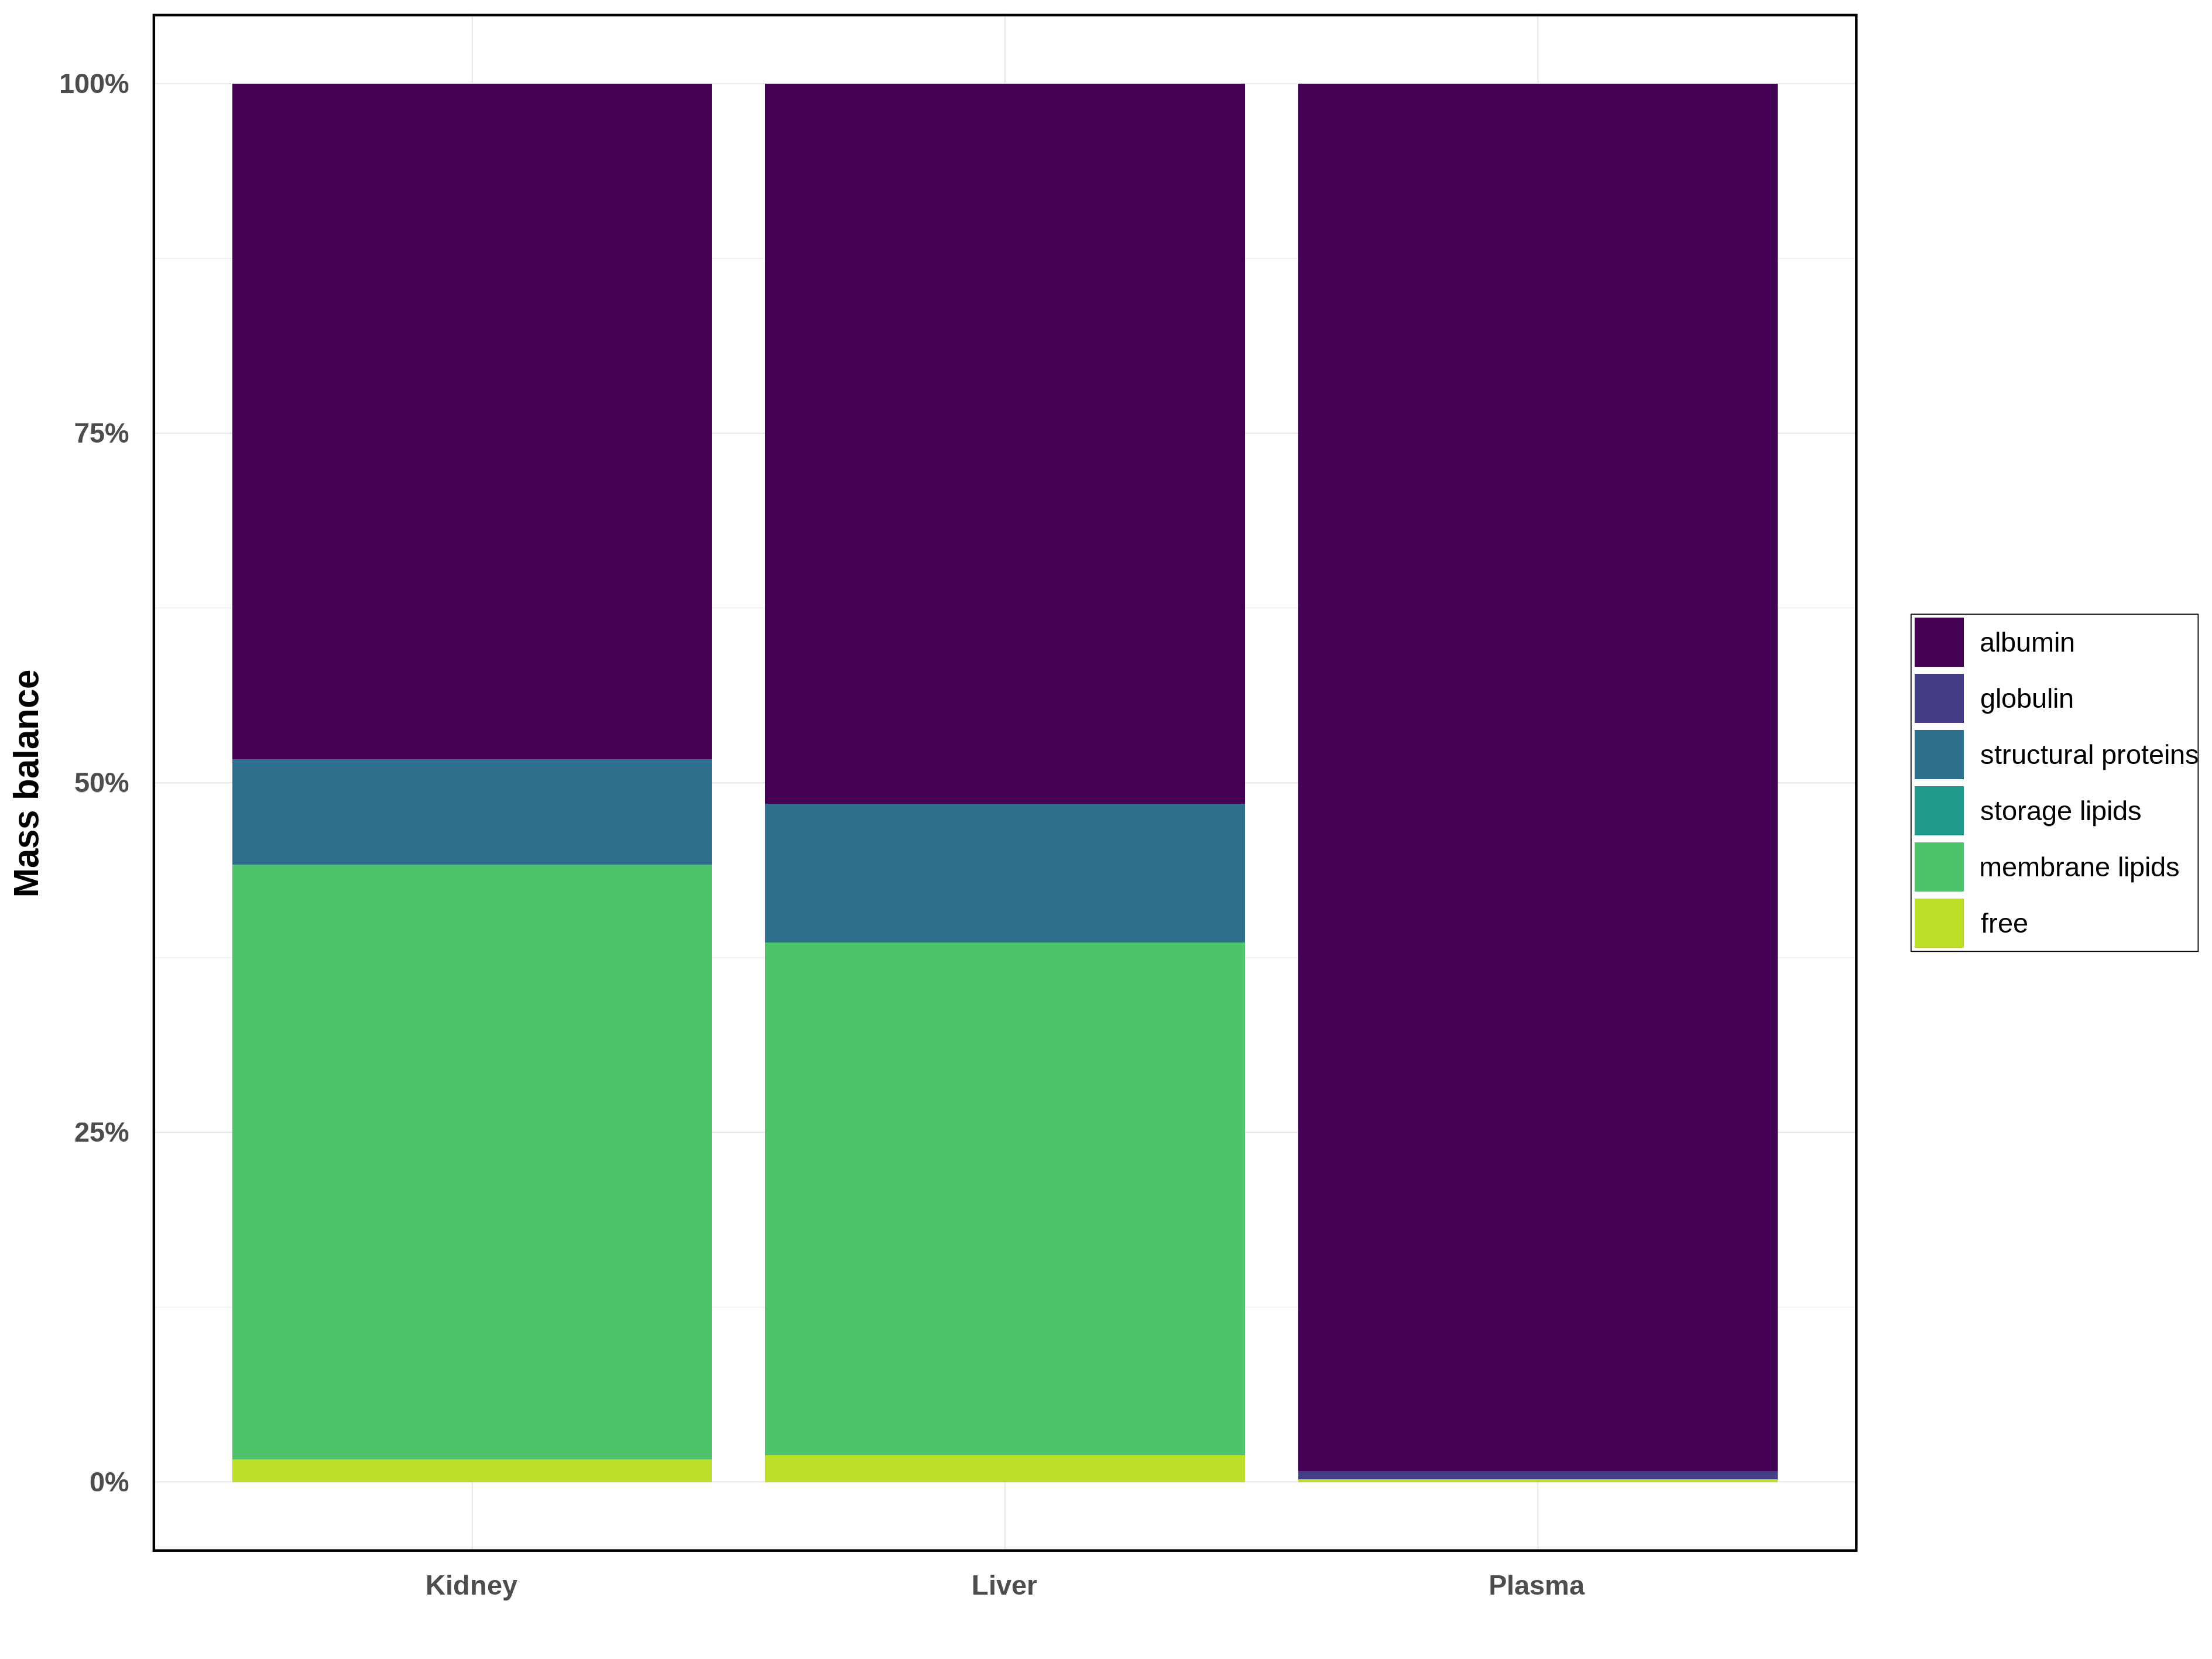 Mass balance
100%
75%
50%
25%
0%
Kidney
Liver
Plasma
albumin
globulin
structural proteins
storage lipids
membrane lipids
free